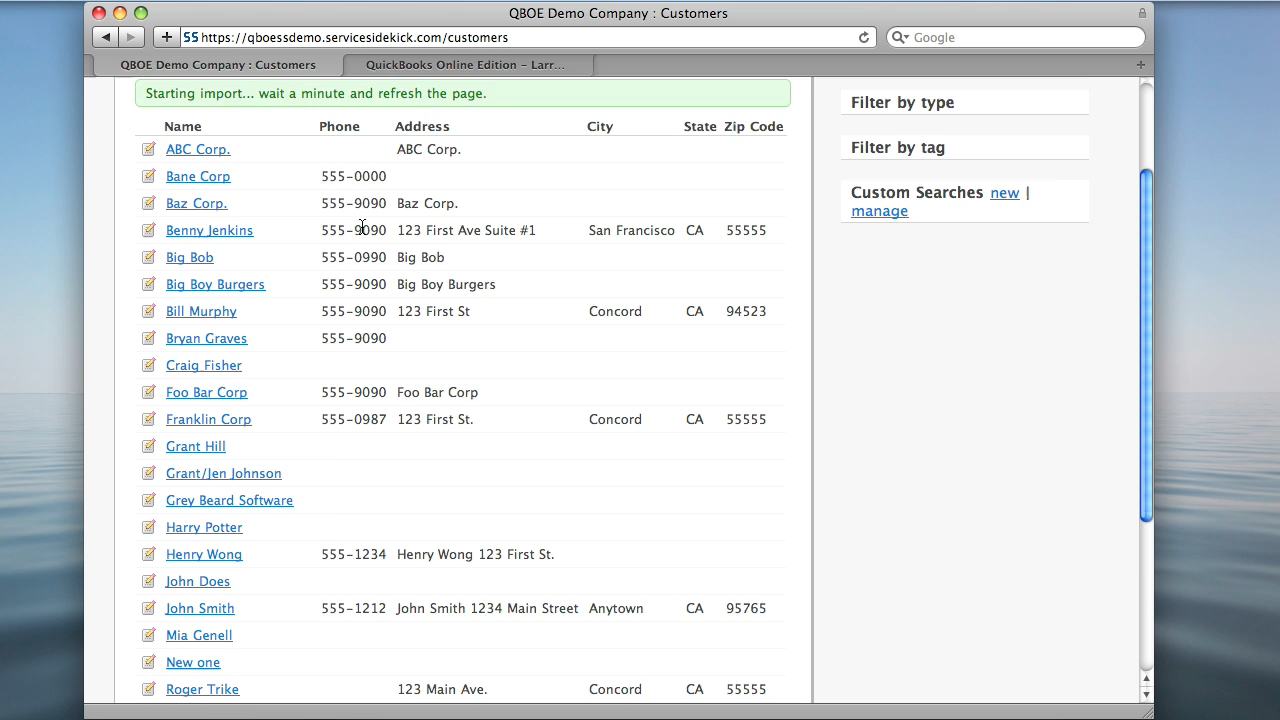 QBOE Demo Company : Customers
https://qboessdemo.servicesidekick.com/customers
Google
QBOE Demo Company : Customers
QuickBooks Online Edition – Larr...
Starting import... wait a minute and refresh the page.
Name Phone Address City State Zip Code
ABC Corp. ABC Corp.
Bane Corp 555-0000
Baz Corp. 555-9090 Baz Corp.
Benny Jenkins 555-9090 123 First Ave Suite #1 San Francisco CA 55555
Big Bob 555-0990 Big Bob
Big Boy Burgers 555-9090 Big Boy Burgers
Bill Murphy 555-9090 123 First St Concord CA 94523
Bryan Graves 555-9090
Craig Fisher
Foo Bar Corp 555-9090 Foo Bar Corp
Franklin Corp 555-0987 123 First St. Concord CA 55555
Grant Hill
Grant/Jen Johnson
Grey Beard Software
Harry Potter
Henry Wong 555-1234 Henry Wong 123 First St.
John Does
John Smith 555-1212 John Smith 1234 Main Street Anytown CA 95765
Mia Genell
New one
Roger Trike 123 Main Ave. Concord CA 55555
Filter by type
Filter by tag
Custom Searches new |
manage